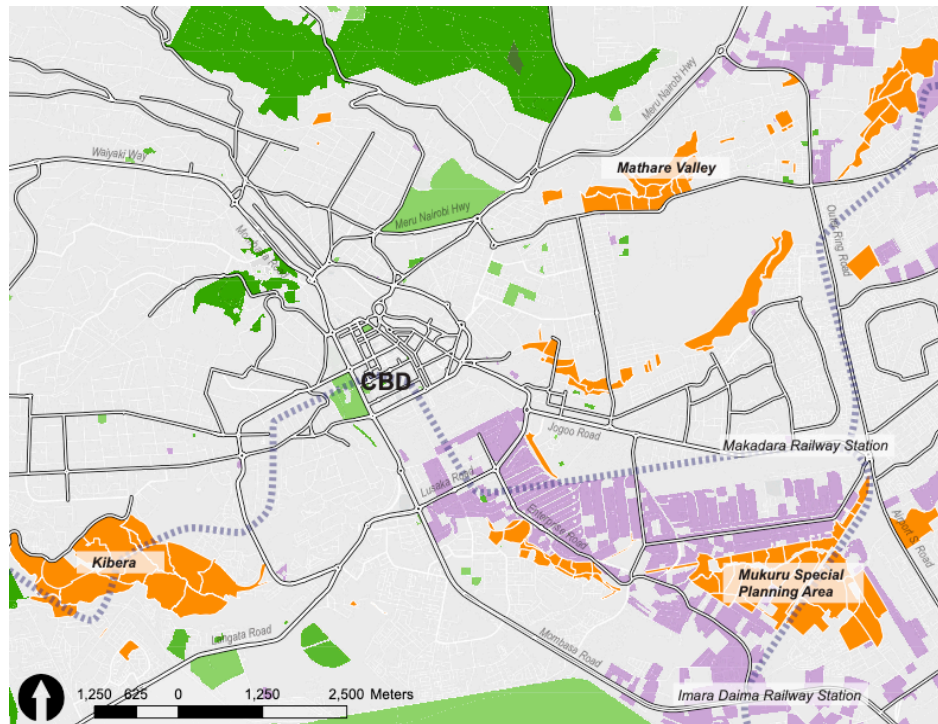 Meru Nairobi Hwy
Waiyaki Way
Mathare Valley
Meru Nairobi Hwy
Outer Ring Road
Mombasa Road
CBD
Jogoo Road
Makadara Railway Station
Lusaka Road
Enterprise Road
Airport S. Road
Kibera
Mukuru Special
Planning Area
Langata Road
Mombasa Road
Imara Daima Railway Station
1,250 625 0 1,250 2,500 Meters